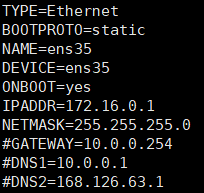 TYPE=Ethernet
BOOTPROTO=static
NAME=ens35
DEVICE=ens35
ONBOOT=yes
IPADDR=172.16.0.1
NETMASK=255.255.255.0
#GATEWAY=10.0.0.254
#DNS1=10.0.0.1
#DNS2=168.126.63.1